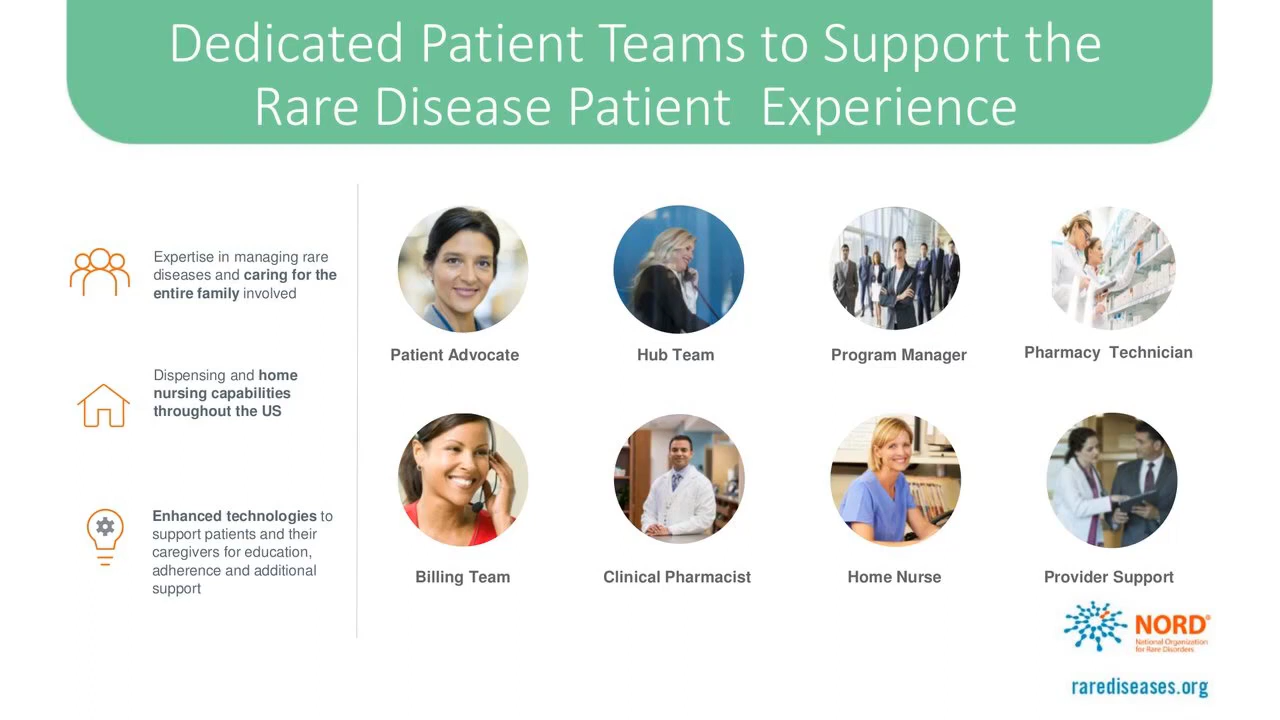 Dedicated Patient Teams to Support the
Rare Disease Patient  Experience
Expertise in managing rare
diseases and caring for the
entire family involved
Dispensing and home
nursing capabilities
throughout the US
Enhanced technologies to
support patients and their
caregivers for education,
adherence and additional
support
Patient Advocate
Hub Team
Program Manager
Pharmacy  Technician
Billing Team
Clinical Pharmacist
Home Nurse
Provider Support
NORD®
National Organization
for Rare Disorders
rarediseases.org